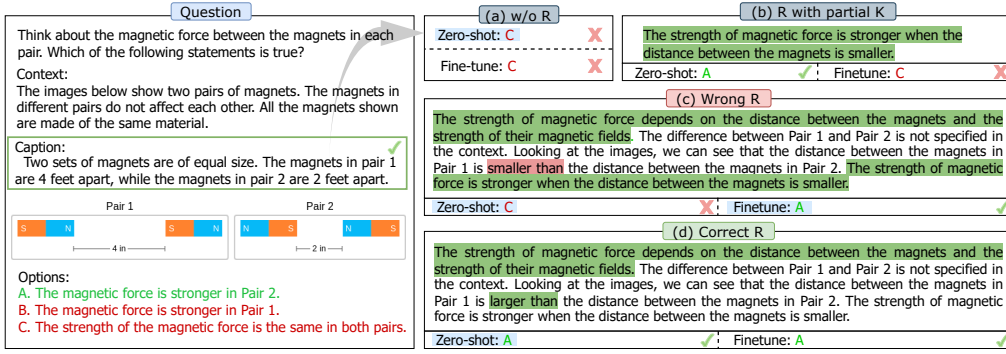 Question
Think about the magnetic force between the magnets in each
pair. Which of the following statements is true?
Context:
The images below show two pairs of magnets. The magnets in
different pairs do not affect each other. All the magnets shown
are made of the same material.
Caption:
Two sets of magnets are of equal size. The magnets in pair 1
are 4 feet apart, while the magnets in pair 2 are 2 feet apart.
Pair 1
Pair 2
S N S N
N S N S
4 in
2 in
Options:
A. The magnetic force is stronger in Pair 2.
B. The magnetic force is stronger in Pair 1.
C. The strength of the magnetic force is the same in both pairs.
(a) w/o R
Zero-shot: C
Fine-tune: C
(b) R with partial K
The strength of magnetic force is stronger when the
distance between the magnets is smaller.
Zero-shot: A
Finetune: C
(c) Wrong R
The strength of magnetic force depends on the distance between the magnets and the
strength of their magnetic fields. The difference between Pair 1 and Pair 2 is not specified in
the context. Looking at the images, we can see that the distance between the magnets in
Pair 1 is smaller than the distance between the magnets in Pair 2. The strength of magnetic
force is stronger when the distance between the magnets is smaller.
Zero-shot: C
Finetune: A
(d) Correct R
The strength of magnetic force depends on the distance between the magnets and the
strength of their magnetic fields. The difference between Pair 1 and Pair 2 is not specified in
the context. Looking at the images, we can see that the distance between the magnets in
Pair 1 is larger than the distance between the magnets in Pair 2. The strength of magnetic
force is stronger when the distance between the magnets is smaller.
Zero-shot: A
Finetune: A